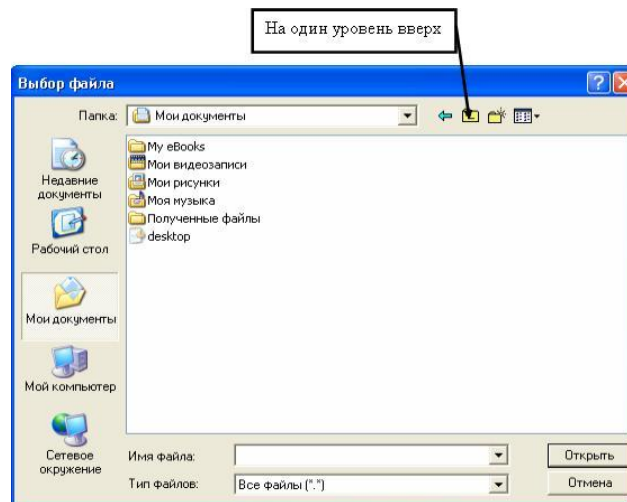 На один уровень вверх
Выбор файла
Папка:
Мои документы
My eBooks
Мои видеозаписи
Мои рисунки
Моя музыка
Полученные файлы
desktop
Недавние
документы
Рабочий стол
Мои документы
Мой компьютер
Сетевое
окружение
Имя файла:
Открыть
Тип файлов:
Все файлы (*.*)
Отмена